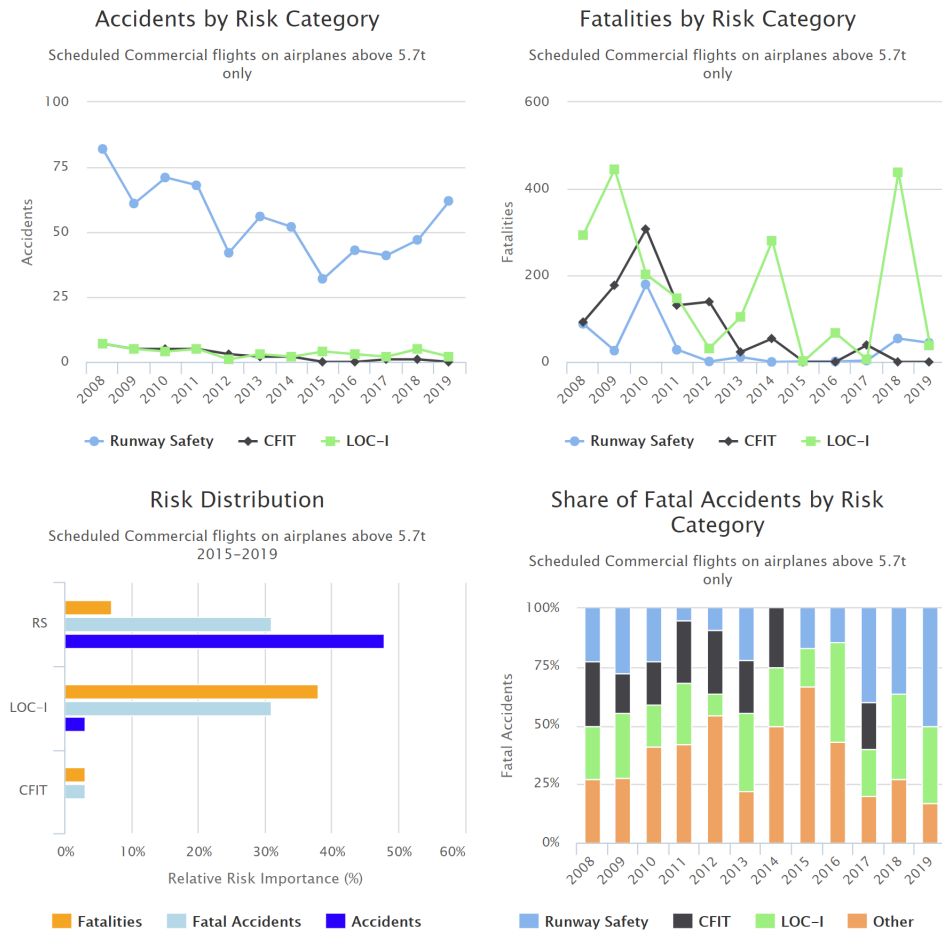 Accidents by Risk Category
Scheduled Commercial flights on airplanes above 5.7t
only
100
75
50
25
0
Accidents
2008 2009 2010 2011 2012 2013 2014 2015 2016 2017 2018 2019
Runway Safety CFIT LOC-I
Fatalities by Risk Category
Scheduled Commercial flights on airplanes above 5.7t
only
600
400
200
0
Fatalities
2008 2009 2010 2011 2012 2013 2014 2015 2016 2017 2018 2019
Runway Safety CFIT LOC-I
Risk Distribution
Scheduled Commercial flights on airplanes above 5.7t
2015-2019
RS
LOC-I
CFIT
0% 10% 20% 30% 40% 50% 60%
Relative Risk Importance (%)
Fatalities Fatal Accidents Accidents
Share of Fatal Accidents by Risk
Category
Scheduled Commercial flights on airplanes above 5.7t
only
100%
75%
50%
25%
0%
Fatal Accidents
2008 2009 2010 2011 2012 2013 2014 2015 2016 2017 2018 2019
Runway Safety CFIT LOC-I Other